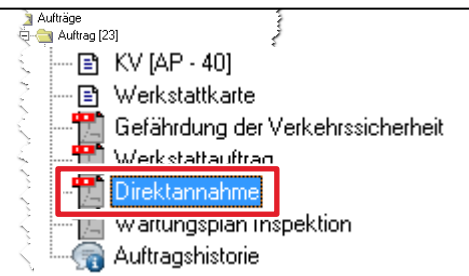 Aufträge
Auftrag [23]
KV [AP - 40]
Werkstattkarte
Gefährdung der Verkehrssicherheit
Werkstattauftrag
Direktannahme
Wartungsplan Inspektion
Auftragshistorie